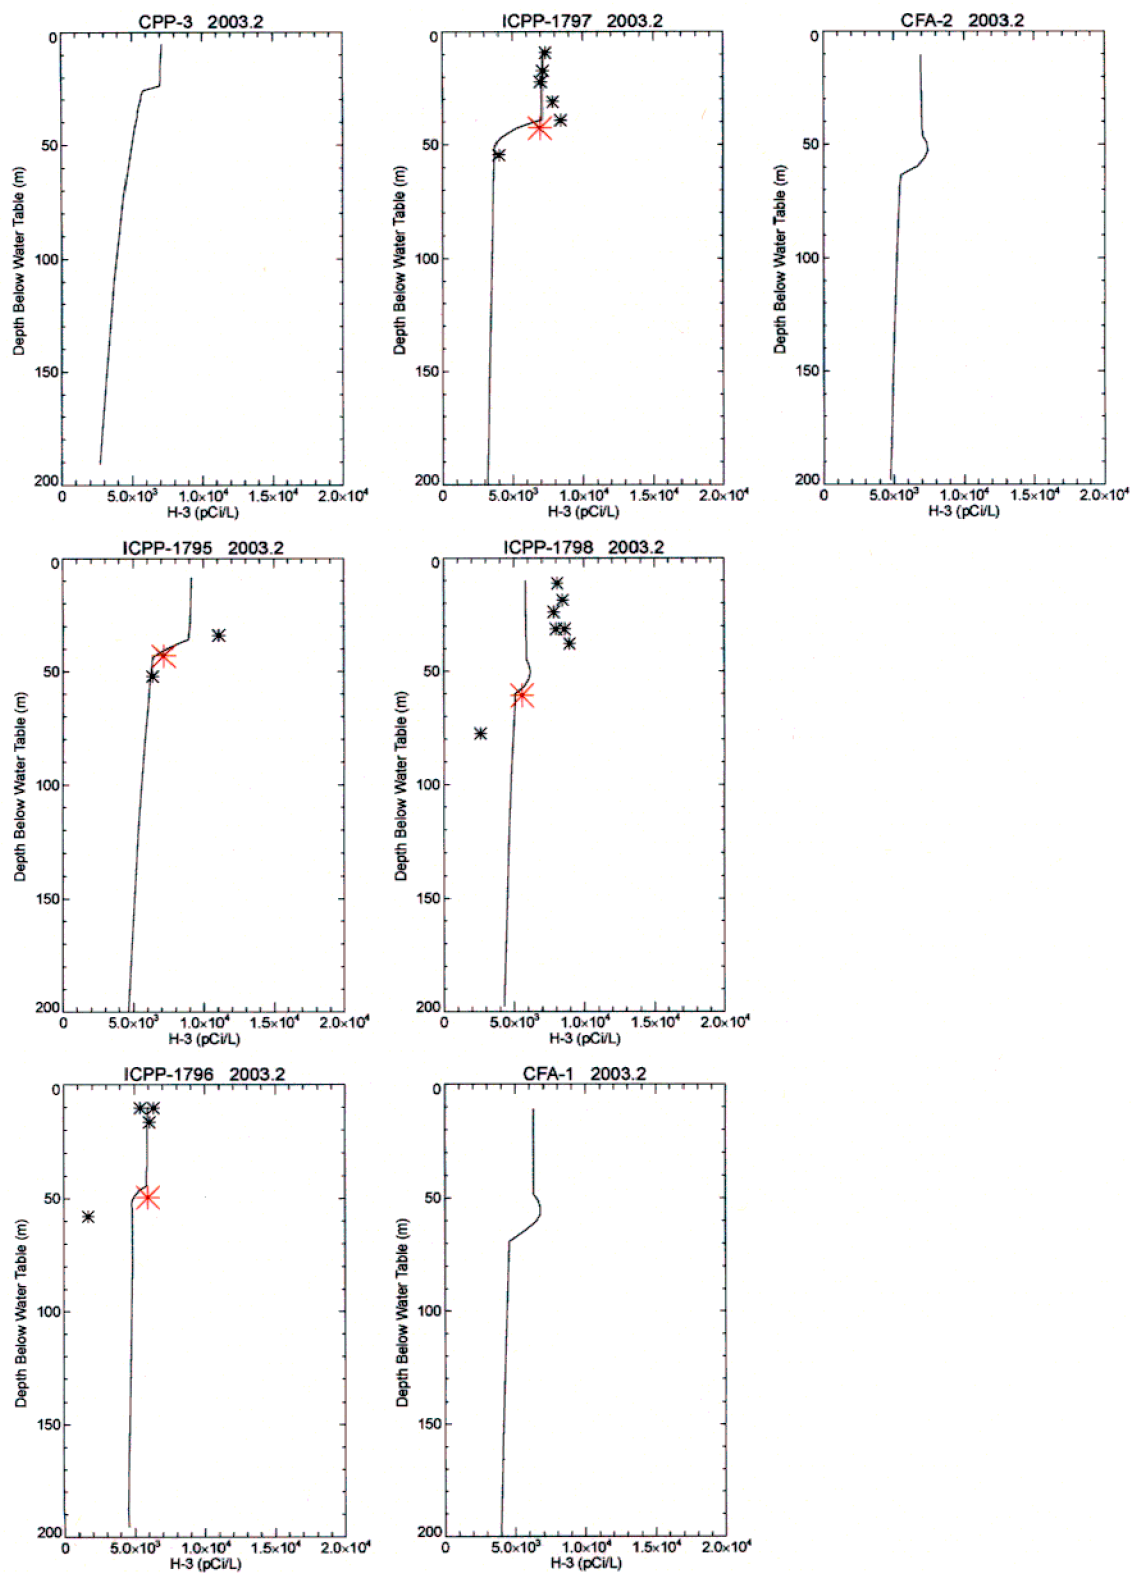 CPP-3 2003.2
Depth Below Water Table (m)
0
50
100
150
200
0 5.0×10³ 1.0×10⁴ 1.5×10⁴ 2.0×10⁴
H-3 (pCi/L)
ICPP-1797 2003.2
Depth Below Water Table (m)
0
50
100
150
200
0 5.0×10³ 1.0×10⁴ 1.5×10⁴ 2.0×10⁴
H-3 (pCi/L)
CFA-2 2003.2
Depth Below Water Table (m)
0
50
100
150
200
0 5.0×10³ 1.0×10⁴ 1.5×10⁴ 2.0×10⁴
H-3 (pCi/L)
ICPP-1795 2003.2
Depth Below Water Table (m)
0
50
100
150
200
0 5.0×10³ 1.0×10⁴ 1.5×10⁴ 2.0×10⁴
H-3 (pCi/L)
ICPP-1798 2003.2
Depth Below Water Table (m)
0
50
100
150
200
0 5.0×10³ 1.0×10⁴ 1.5×10⁴ 2.0×10⁴
H-3 (pCi/L)
ICPP-1796 2003.2
Depth Below Water Table (m)
0
50
100
150
200
0 5.0×10³ 1.0×10⁴ 1.5×10⁴ 2.0×10⁴
H-3 (pCi/L)
CFA-1 2003.2
Depth Below Water Table (m)
0
50
100
150
200
0 5.0×10³ 1.0×10⁴ 1.5×10⁴ 2.0×10⁴
H-3 (pCi/L)